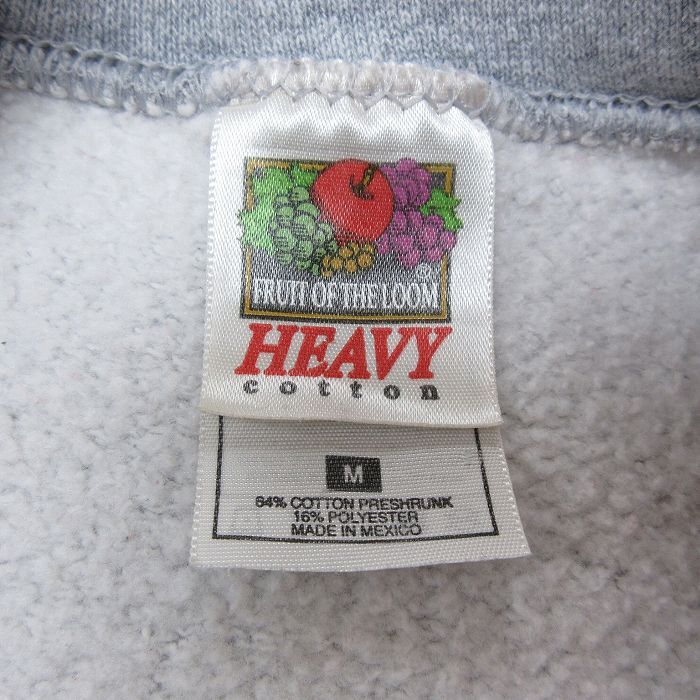 FRUIT OF THE LOOM®
HEAVY
cotton
M
84% COTTON PRESHRUNK
16% POLYESTER
MADE IN MEXICO